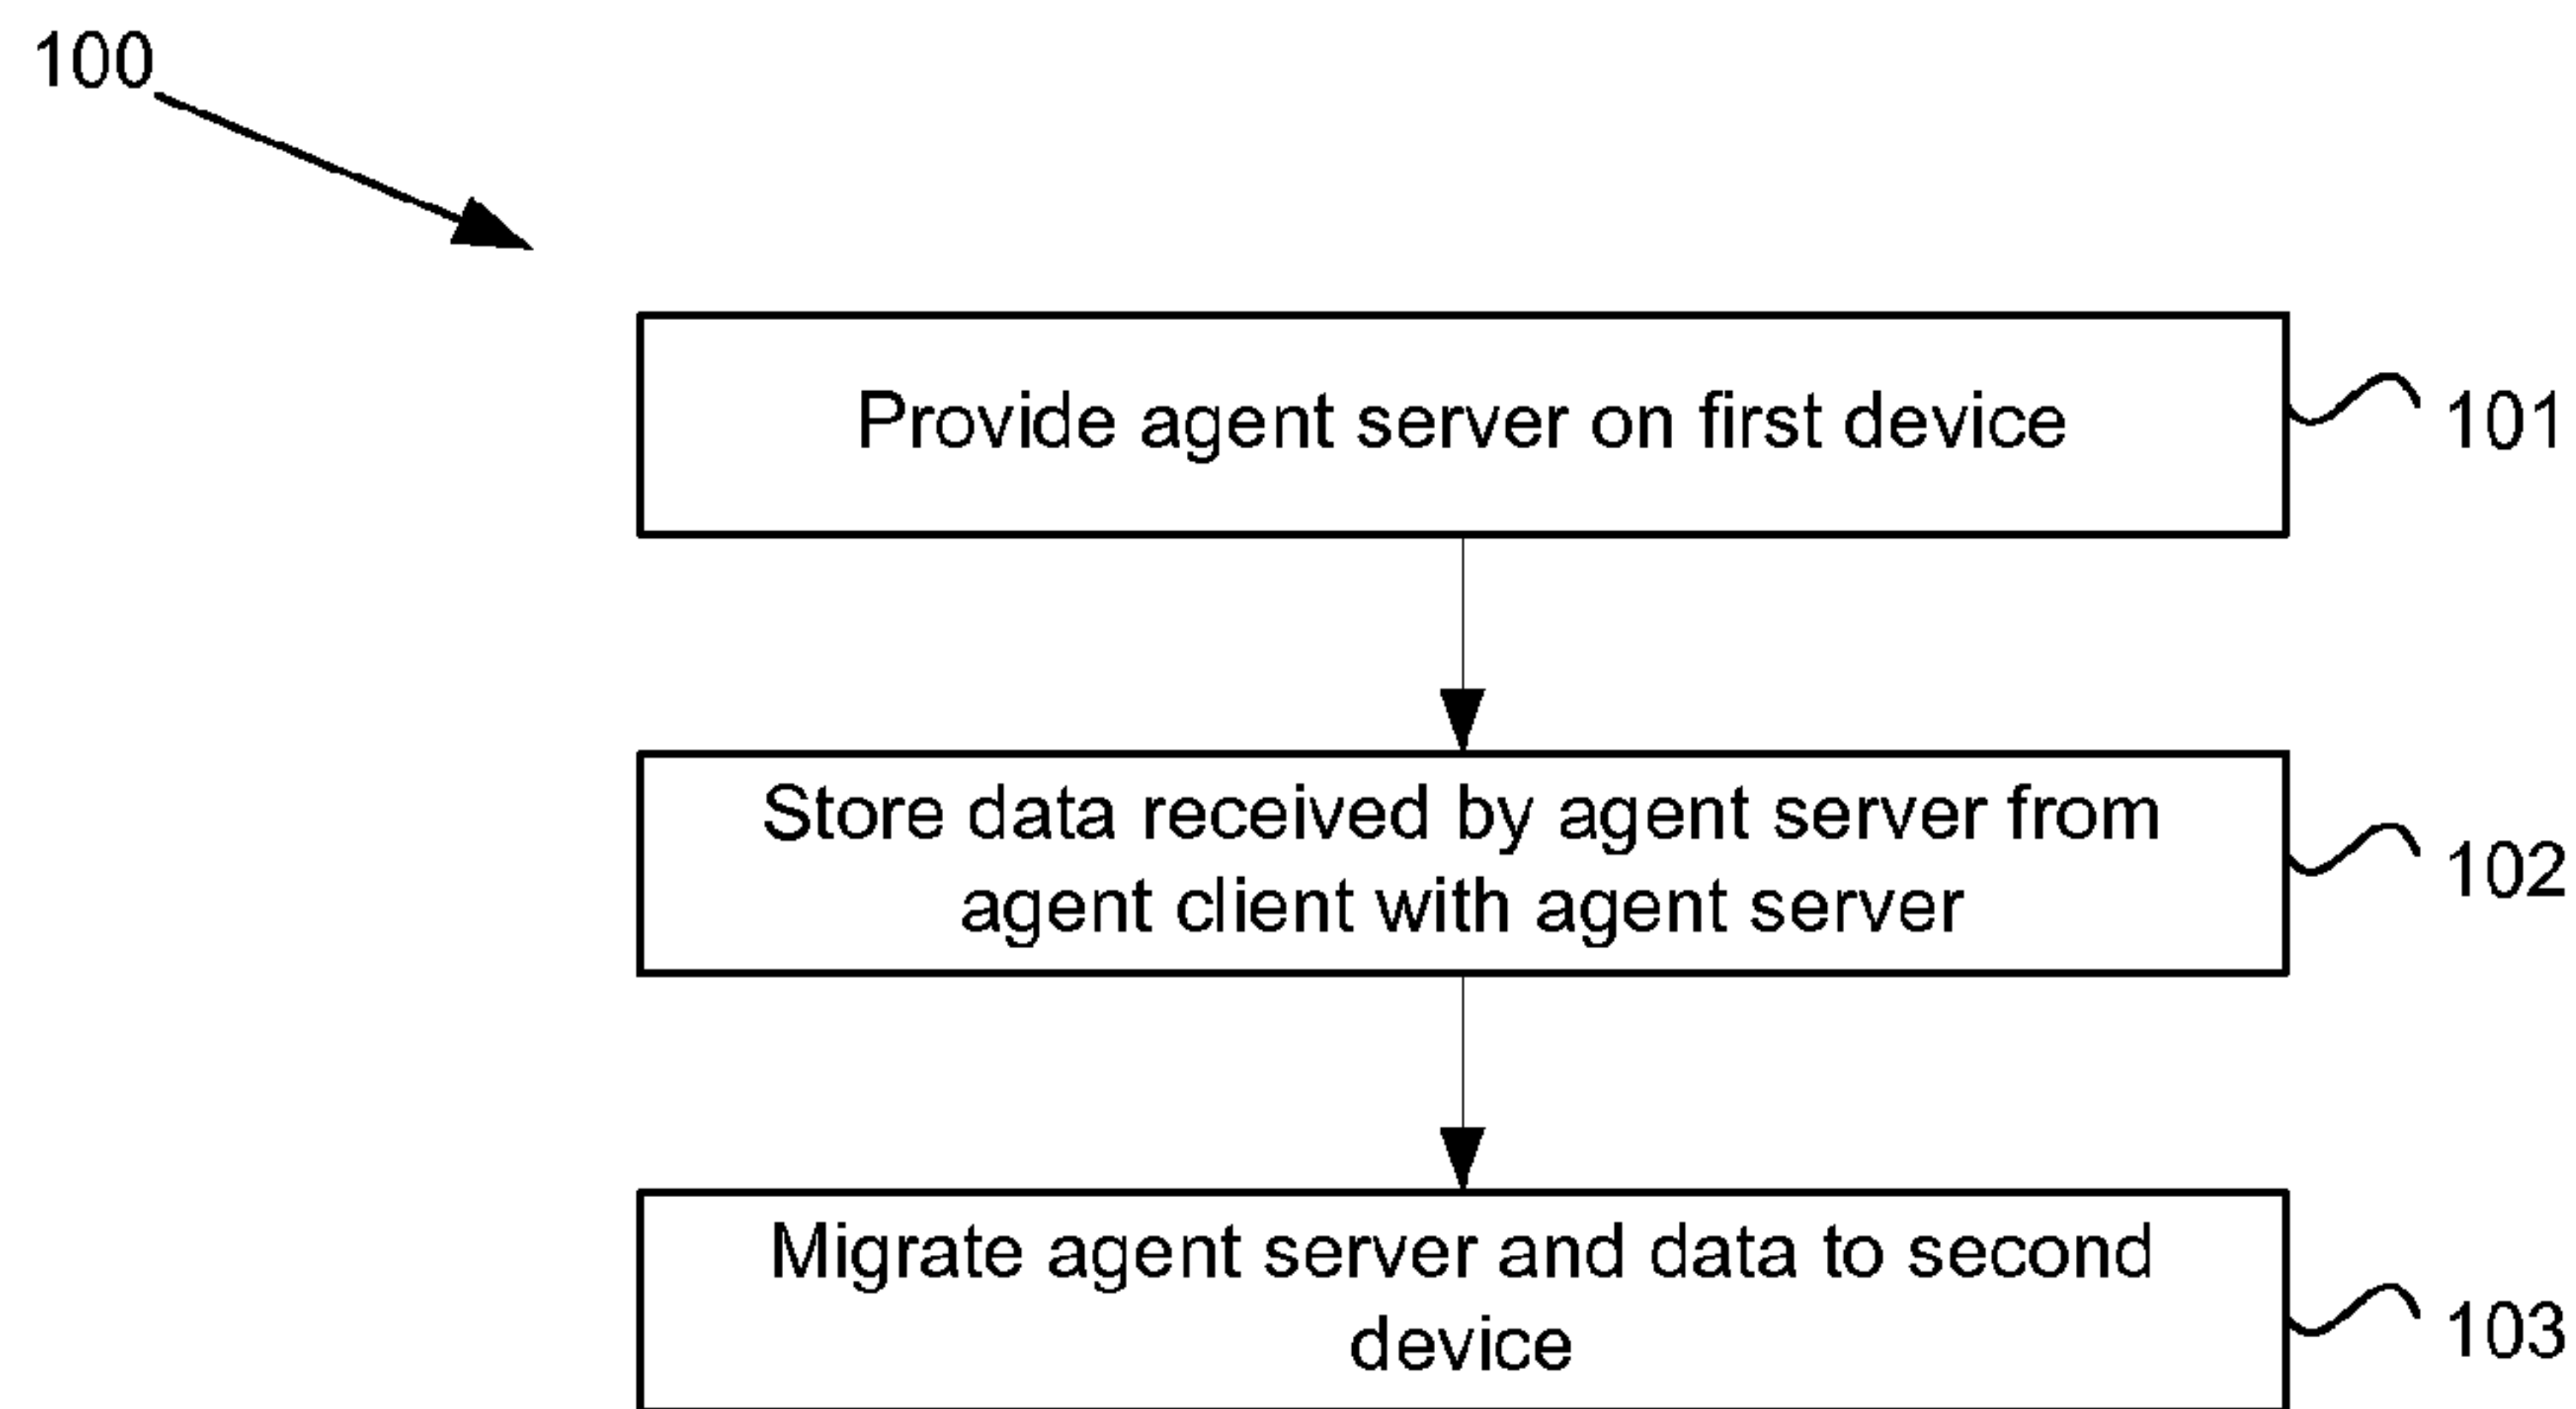 100
Provide agent server on first device
101
Store data received by agent server from
agent client with agent server
102
Migrate agent server and data to second
device
103